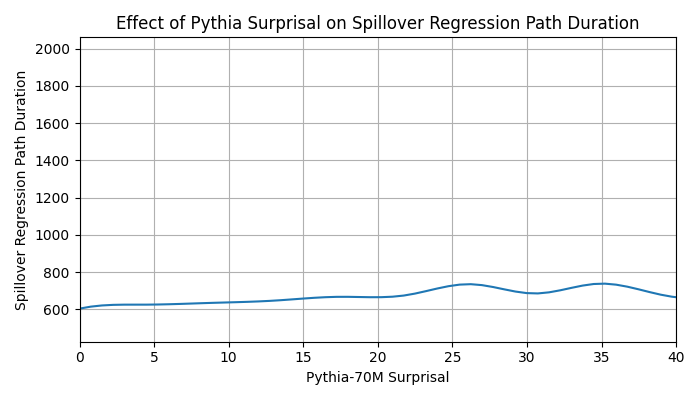 Effect of Pythia Surprisal on Spillover Regression Path Duration
Spillover Regression Path Duration
2000
1800
1600
1400
1200
1000
800
600
0 5 10 15 20 25 30 35 40
Pythia-70M Surprisal